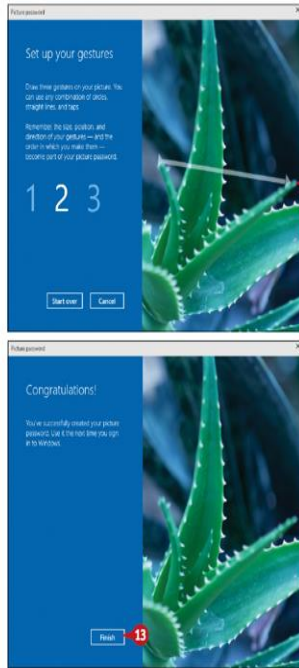 Picture password
Set up your gestures
Draw three gestures on your picture. You
can use any combination of circles,
straight lines, and taps.
Remember the size, position, and
direction of your gestures — and the
order in which you make them —
become part of your picture password.
1 2 3
Start over Cancel
Picture password
Congratulations!
You've successfully created your picture
password. Use it the next time you sign
in to Windows.
Finish 13